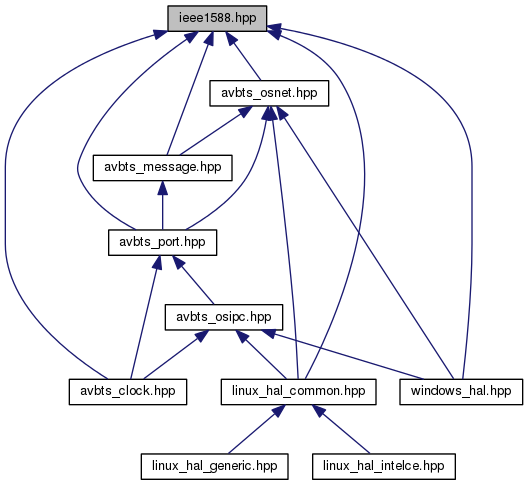 ieee1588.hpp
avbts_osnet.hpp
avbts_message.hpp
avbts_port.hpp
avbts_osipc.hpp
avbts_clock.hpp
linux_hal_common.hpp
windows_hal.hpp
linux_hal_generic.hpp
linux_hal_intelce.hpp